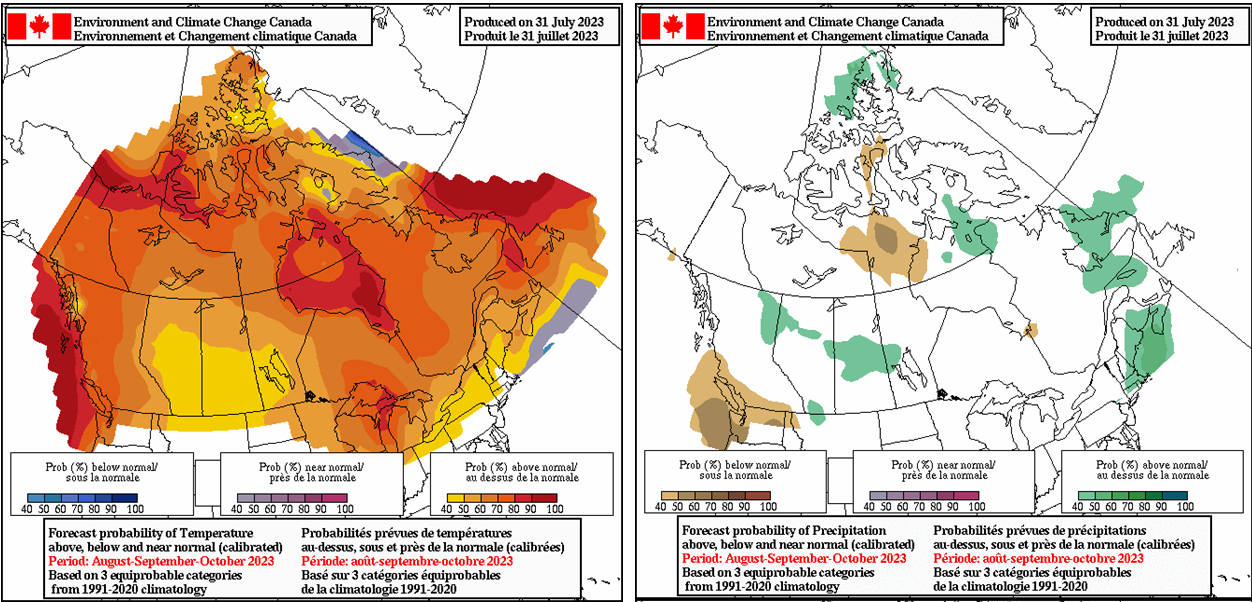 Environment and Climate Change Canada
Environnement et Changement climatique Canada
Produced on 31 July 2023
Produit le 31 juillet 2023
Prob (%) below normal/
sous la normale
40 50 60 70 80 90 100
Prob (%) near normal/
près de la normale
40 50 60 70 80 90 100
Prob (%) above normal/
au dessus de la normale
40 50 60 70 80 90 100
Forecast probability of Temperature
above, below and near normal (calibrated)
Period: August-September-October 2023
Based on 3 equiprobable categories
from 1991-2020 climatology
Probabilités prévues de températures
au-dessus, sous et près de la normale (calibrées)
Période: août-septembre-octobre 2023
Basé sur 3 catégories équiprobables
de la climatologie 1991-2020
Environment and Climate Change Canada
Environnement et Changement climatique Canada
Produced on 31 July 2023
Produit le 31 juillet 2023
Prob (%) below normal/
sous la normale
40 50 60 70 80 90 100
Prob (%) near normal/
près de la normale
40 50 60 70 80 90 100
Prob (%) above normal/
au dessus de la normale
40 50 60 70 80 90 100
Forecast probability of Precipitation
above, below and near normal (calibrated)
Period: August-September-October 2023
Based on 3 equiprobable categories
from 1991-2020 climatology
Probabilités prévues de précipitations
au-dessus, sous et près de la normale (calibrées)
Période: août-septembre-octobre 2023
Basé sur 3 catégories équiprobables
de la climatologie 1991-2020